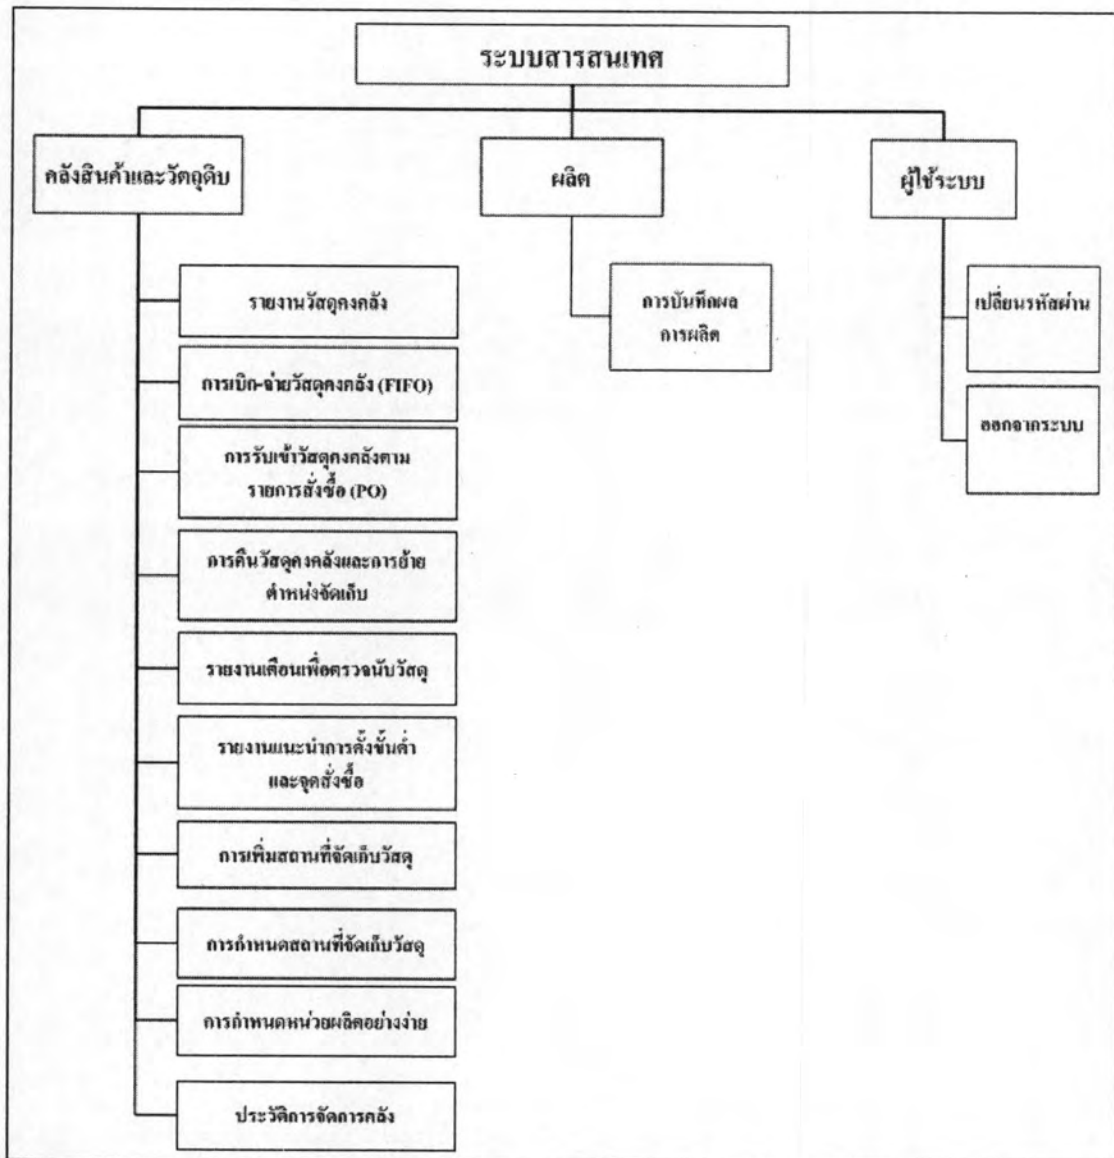 ระบบสารสนเทศ
คลังสินค้าและวัตถุดิบ
ผลิต
ผู้ใช้ระบบ
รายงานวัสดุคงคลัง
การเบิก-จ่ายวัสดุคงคลัง (FIFO)
การรับเข้าวัสดุคงคลังตาม
รายการสั่งซื้อ (PO)
การคืนวัสดุคงคลังและการย้าย
ตำหน่งจัดเก็บ
รายงานเตือนเพื่อตรวจนับวัสดุ
รายงานแนะนำการตั้งขั้นต่ำ
และจุดสั่งซื้อ
การเพิ่มสถานที่จัดเก็บวัสดุ
การกำหนดสถานที่จัดเก็บวัสดุ
การกำหนดหน่วยผลิตอย่างง่าย
ประวัติการจัดการคลัง
การบันทึกผล
การผลิต
เปลี่ยนรหัสผ่าน
ออกจากระบบ